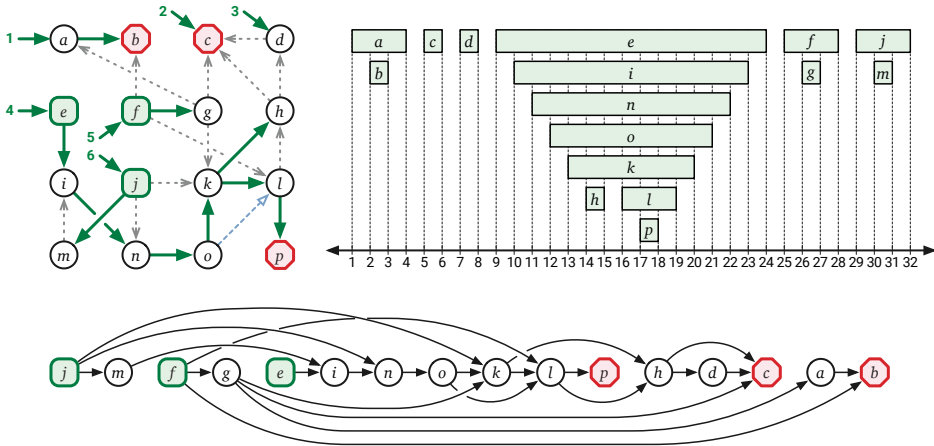 1 a b 2 c 3 d
4 e f 5 g h
i 6 j k l
m n o p
a c d e f j
b i g m
n
o
k
h l
p
1 2 3 4 5 6 7 8 9 10 11 12 13 14 15 16 17 18 19 20 21 22 23 24 25 26 27 28 29 30 31 32
j m f g e i n o k l p h d c a b